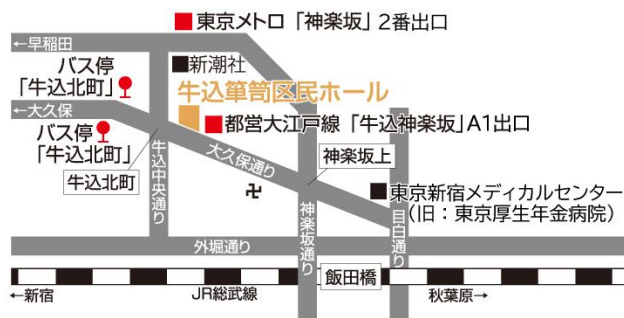 東京メトロ「神楽坂」2番出口
←早稲田
バス停
「牛込北町」
新潮社
牛込簞笥区民ホール
←大久保
都営大江戸線「牛込神楽坂」A1出口
バス停
「牛込北町」
大久保通り
神楽坂上
牛込北町
牛込中央通り
東京新宿メディカルセンター
（旧：東京厚生年金病院）
神楽坂通り
目白通り
外堀通り
飯田橋
←新宿
JR総武線
秋葉原→